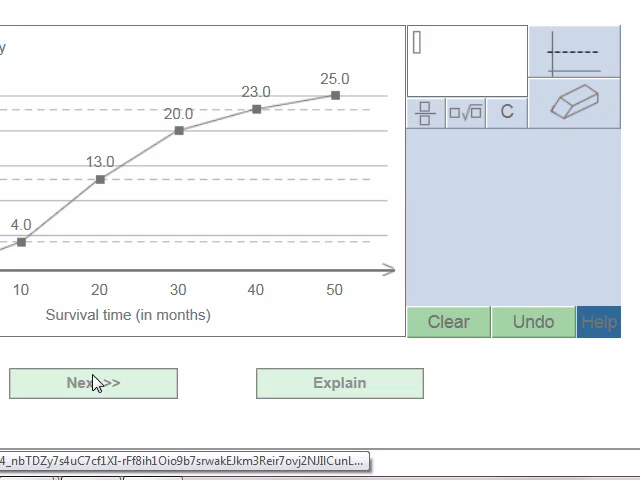 y
25.0
23.0
20.0
13.0
4.0
C
10 20 30 40 50
Survival time (in months)
Clear Undo Help
Next >> Explain
4_nbTDZy7s4uC7cf1XI-rFf8ih1Oio9b7srwakEJkm3Reir7ovj2NJIlCunL...